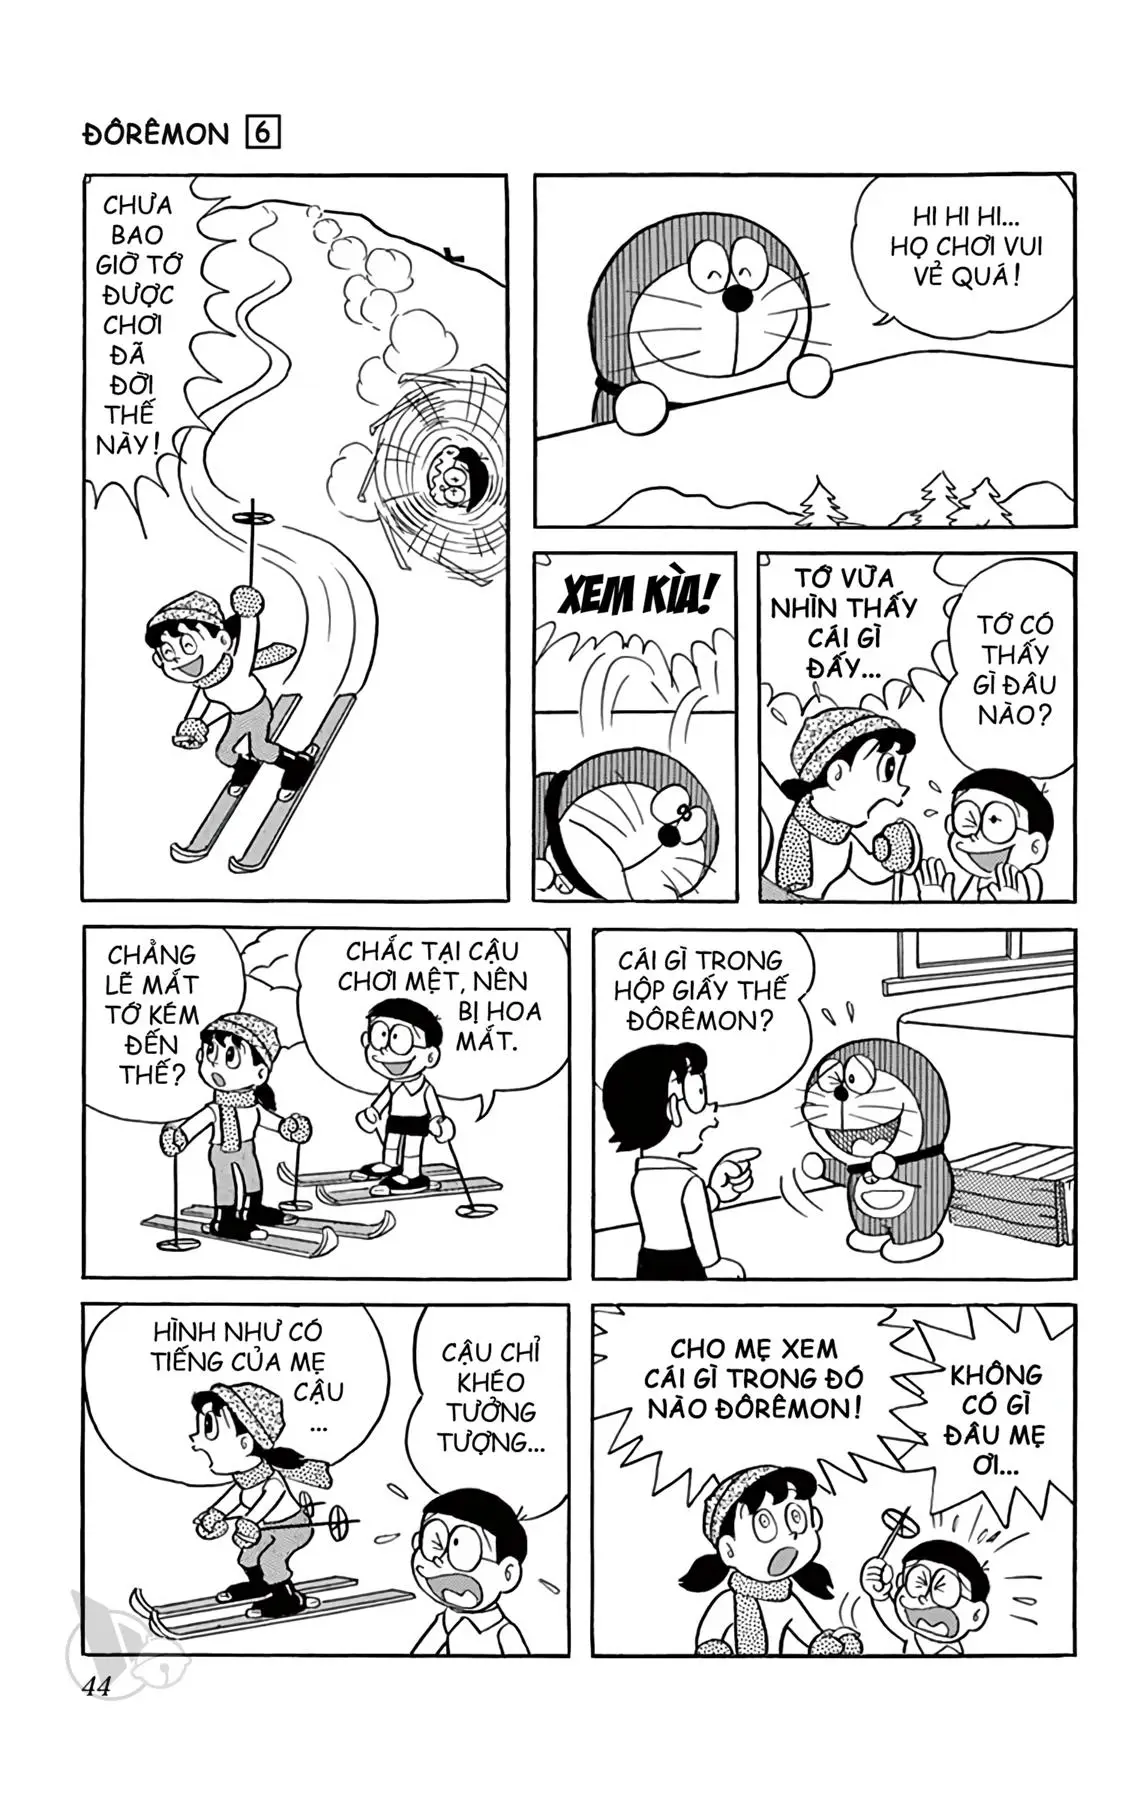 ĐÔRÊMON 6
CHƯA
BAO
GIỜ TỚ
ĐƯỢC
CHƠI
ĐÃ
ĐỜI
THẾ
NÀY!
HI HI HI...
HỌ CHƠI VUI
VẺ QUÁ!
XEM KÌA!
TỚ VỪA
NHÌN THẤY
CÁI GÌ
ĐẤY...
TỚ CÓ
THẤY
GÌ ĐÂU
NÀO?
CHẲNG
LẼ MẮT
TỚ KÉM
ĐẾN
THẾ?
CHẮC TẠI CẬU
CHƠI MỆT, NÊN
BỊ HOA
MẮT.
CÁI GÌ TRONG
HỘP GIẤY THẾ
ĐÔRÊMON?
HÌNH NHƯ CÓ
TIẾNG CỦA MẸ
CẬU
...
CẬU CHỈ
KHÉO
TƯỞNG
TƯỢNG...
CHO MẸ XEM
CÁI GÌ TRONG ĐÓ
NÀO ĐÔRÊMON!
KHÔNG
CÓ GÌ
ĐÂU MẸ
ƠI...
44